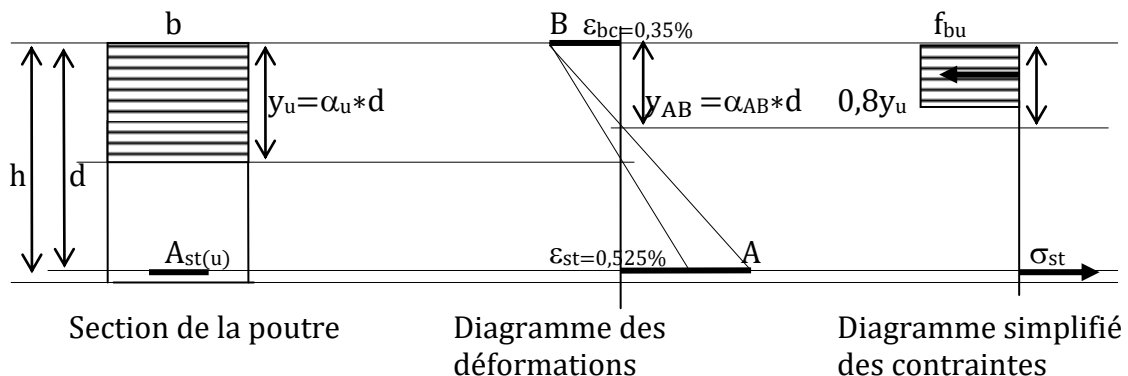 b
B
εbc=0,35%
fbu
yu=αu*d
yAB =αAB*d
0,8yu
h
d
Ast(u)
εst=0,525%
A
σst
Section de la poutre
Diagramme des
déformations
Diagramme simplifié
des contraintes